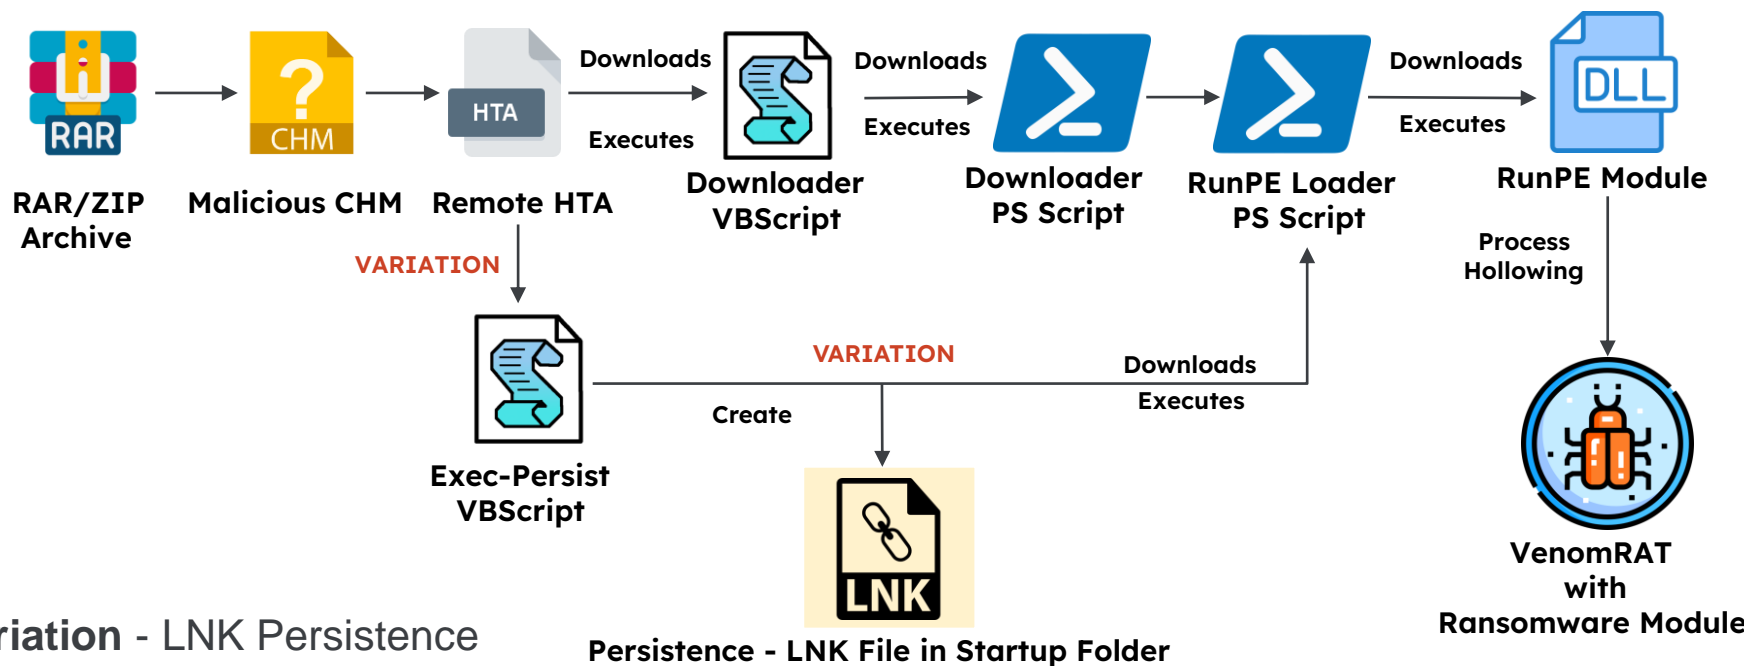 RAR
CHM
HTA
DLL
Downloads
Executes
Downloads
Executes
Downloads
Executes
RAR/ZIP
Archive
Malicious CHM
Remote HTA
Downloader
VBScript
Downloader
PS Script
RunPE Loader
PS Script
RunPE Module
VARIATION
Process
Hollowing
VARIATION
Downloads
Executes
Create
Exec-Persist
VBScript
LNK
VenomRAT
with
Ransomware Module
riation - LNK Persistence
Persistence - LNK File in Startup Folder